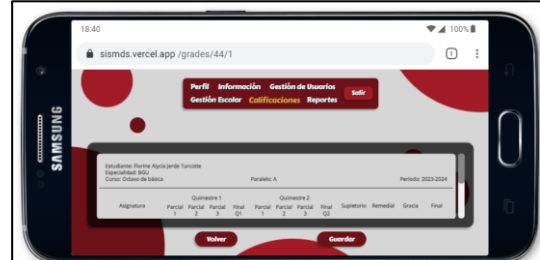 18:40 100%
sismds.vercel.app /grades/44/1 1
Perfil Información Gestión de Usuarios
Salir
Gestión Escolar Calificaciones Reportes
SAMSUNG
Estudiante: Florine Alycia Jerde Turcotte
Especialidad: BGU
Curso: Octavo de básica Paralelo: A Periodo: 2023-2024
Quimestre 1 Quimestre 2
Asignatura Parcial 1 Parcial 2 Parcial 3 Final Q1 Parcial 1 Parcial 2 Parcial 3 Final Q2 Supletorio Remedial Gracia Final
Volver Guardar